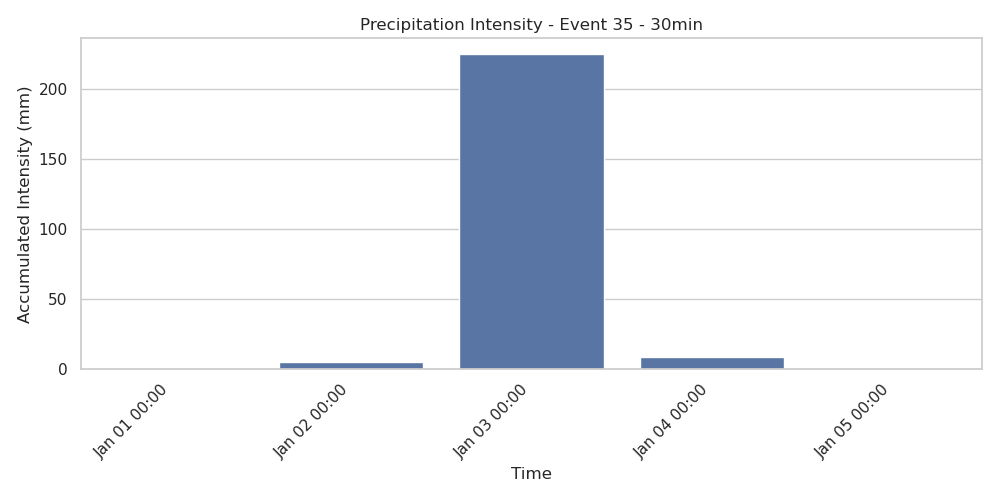 Precipitation Intensity - Event 35 - 30min
Accumulated Intensity (mm)
200
150
100
50
0
Jan 01 00:00
Jan 02 00:00
Jan 03 00:00
Jan 04 00:00
Jan 05 00:00
Time